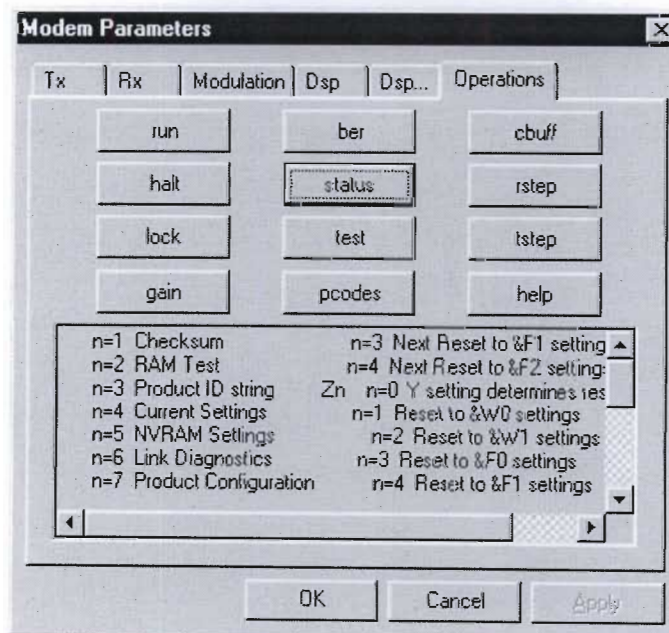 Modem Parameters
Tx Rx Modulation Dsp Dsp... Operations
run ber cbuff
halt status rstep
lock test tstep
gain pcodes help
n=1 Checksum n=3 Next Reset to &F1 setting
n=2 RAM Test n=4 Next Reset to &F2 setting
n=3 Product ID string Zn n=0 Y setting determines res
n=4 Current Settings n=1 Reset to &W0 settings
n=5 NVRAM Settings n=2 Reset to &W1 settings
n=6 Link Diagnostics n=3 Reset to &F0 settings
n=7 Product Configuration n=4 Reset to &F1 settings
OK Cancel Apply